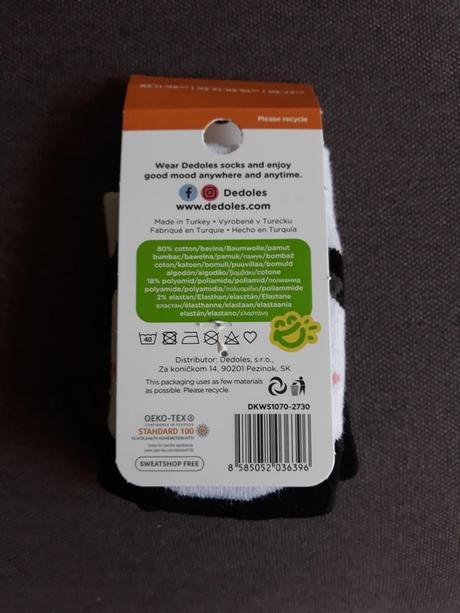 Please recycle
Wear Dedoles socks and enjoy
good mood anywhere and anytime.
Dedoles
www.dedoles.com
Made in Turkey • Vyrobené v Turecku
Fabriqué en Turquie • Hecho en Turquía
80% cotton/bavlna/Baumwolle/pamut
bumbac/bawełna/pamuk/памук/bombaž
coton/katoen/bomull/puuvillaa/bomuld
algodón/algodão/βαμβάκι/cotone
18% polyamid/poliamida/poliamid/полиамид
polyamide/polyamidia/πολυαμίδιο/poliammide
2% elastan/Elasthan/elasztán/Elastane
elastān/élasthanne/elastaan/elastaania
elastán/elastano/ελαστάνη
40
Distributor: Dedoles, s.r.o.,
Za koníčkom 14, 90201 Pezinok, SK
This packaging uses as few materials
as possible. Please recycle.
DKWS1070-2730
OEKO-TEX®
CONFIDENCE IN TEXTILES
STANDARD 100
SWEATSHOP FREE
8 585052 036396